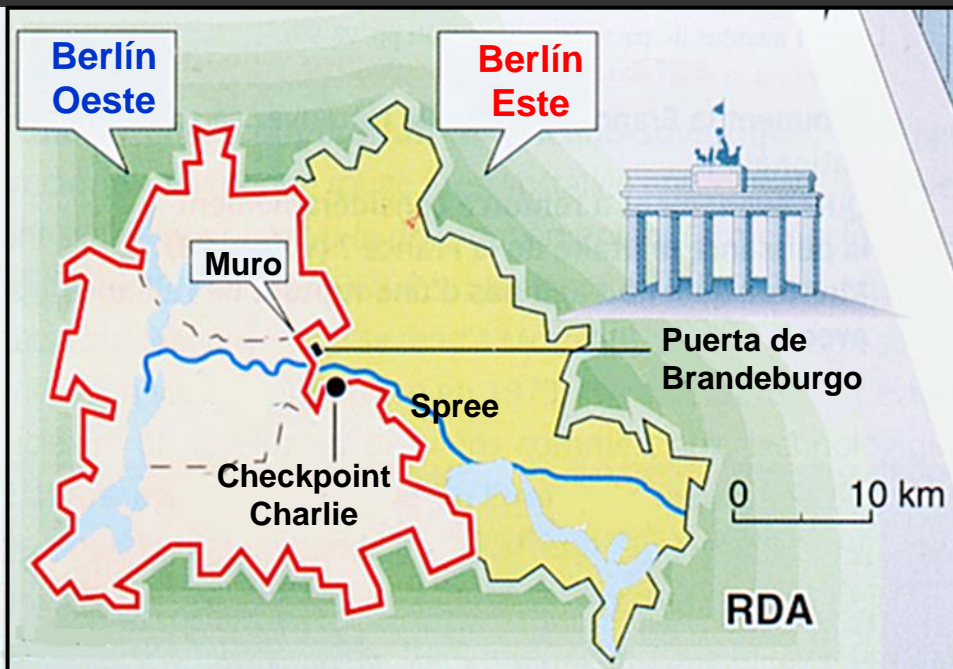 Berlín
Oeste
Berlín
Este
Muro
Puerta de
Brandeburgo
Spree
Checkpoint
Charlie
0 10 km
RDA